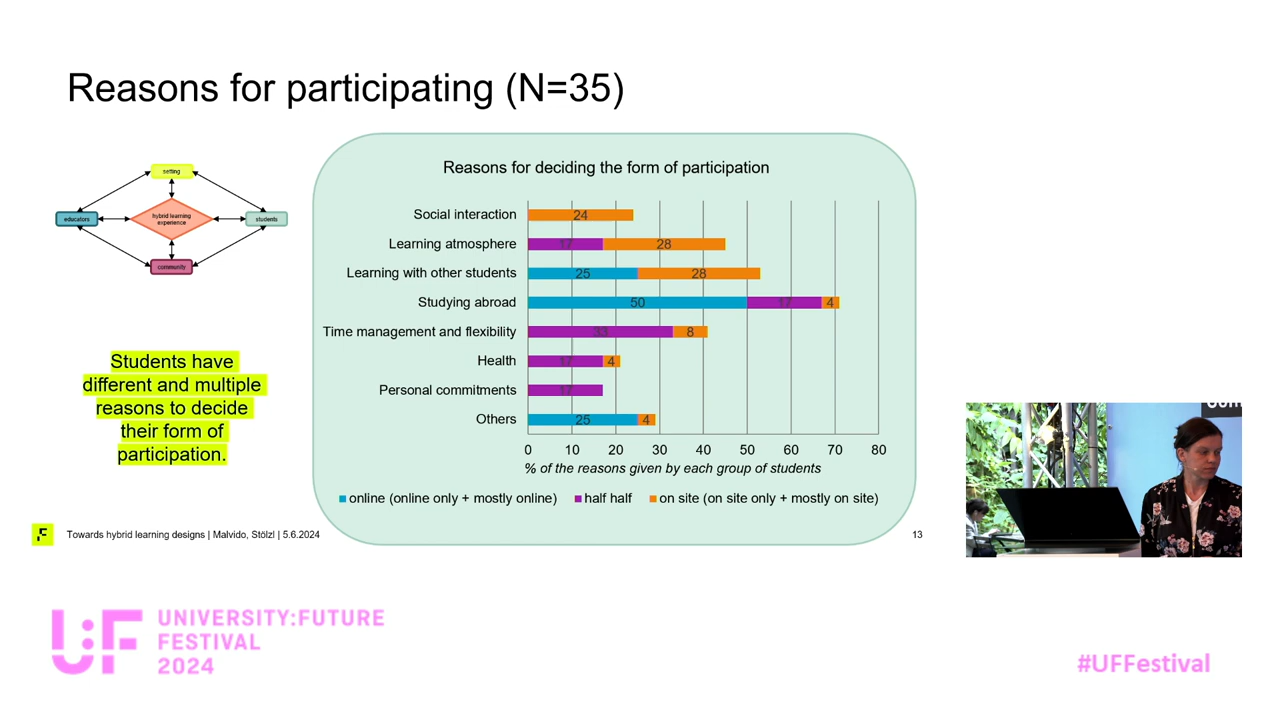 Reasons for participating (N=35)
setting
educators
hybrid learning
experience
students
community
Students have
different and multiple
reasons to decide
their form of
participation.
Reasons for deciding the form of participation
Social interaction 24
Learning atmosphere 17 28
Learning with other students 25 28
Studying abroad 50 17 4
Time management and flexibility 33 8
Health 17 4
Personal commitments 17
Others 25 4
0 10 20 30 40 50 60 70 80
% of the reasons given by each group of students
online (online only + mostly online) half half on site (on site only + mostly on site)
Towards hybrid learning designs | Malvido, Stölzl | 5.6.2024
13
U:F
UNIVERSITY:FUTURE
FESTIVAL
2024
#UFFestival